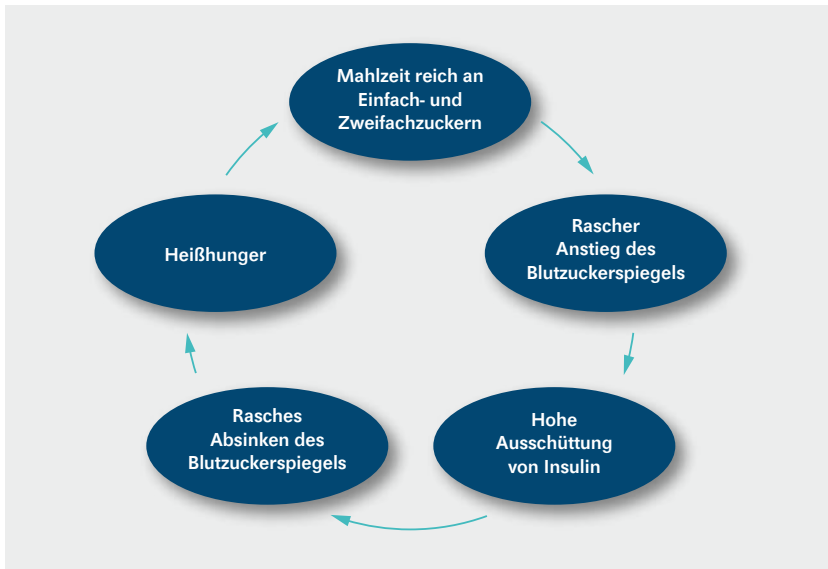 Mahlzeit reich an
Einfach- und
Zweifachzuckern
Rascher
Anstieg des
Blutzuckerspiegels
Hohe
Ausschüttung
von Insulin
Rasches
Absinken des
Blutzuckerspiegels
Heißhunger